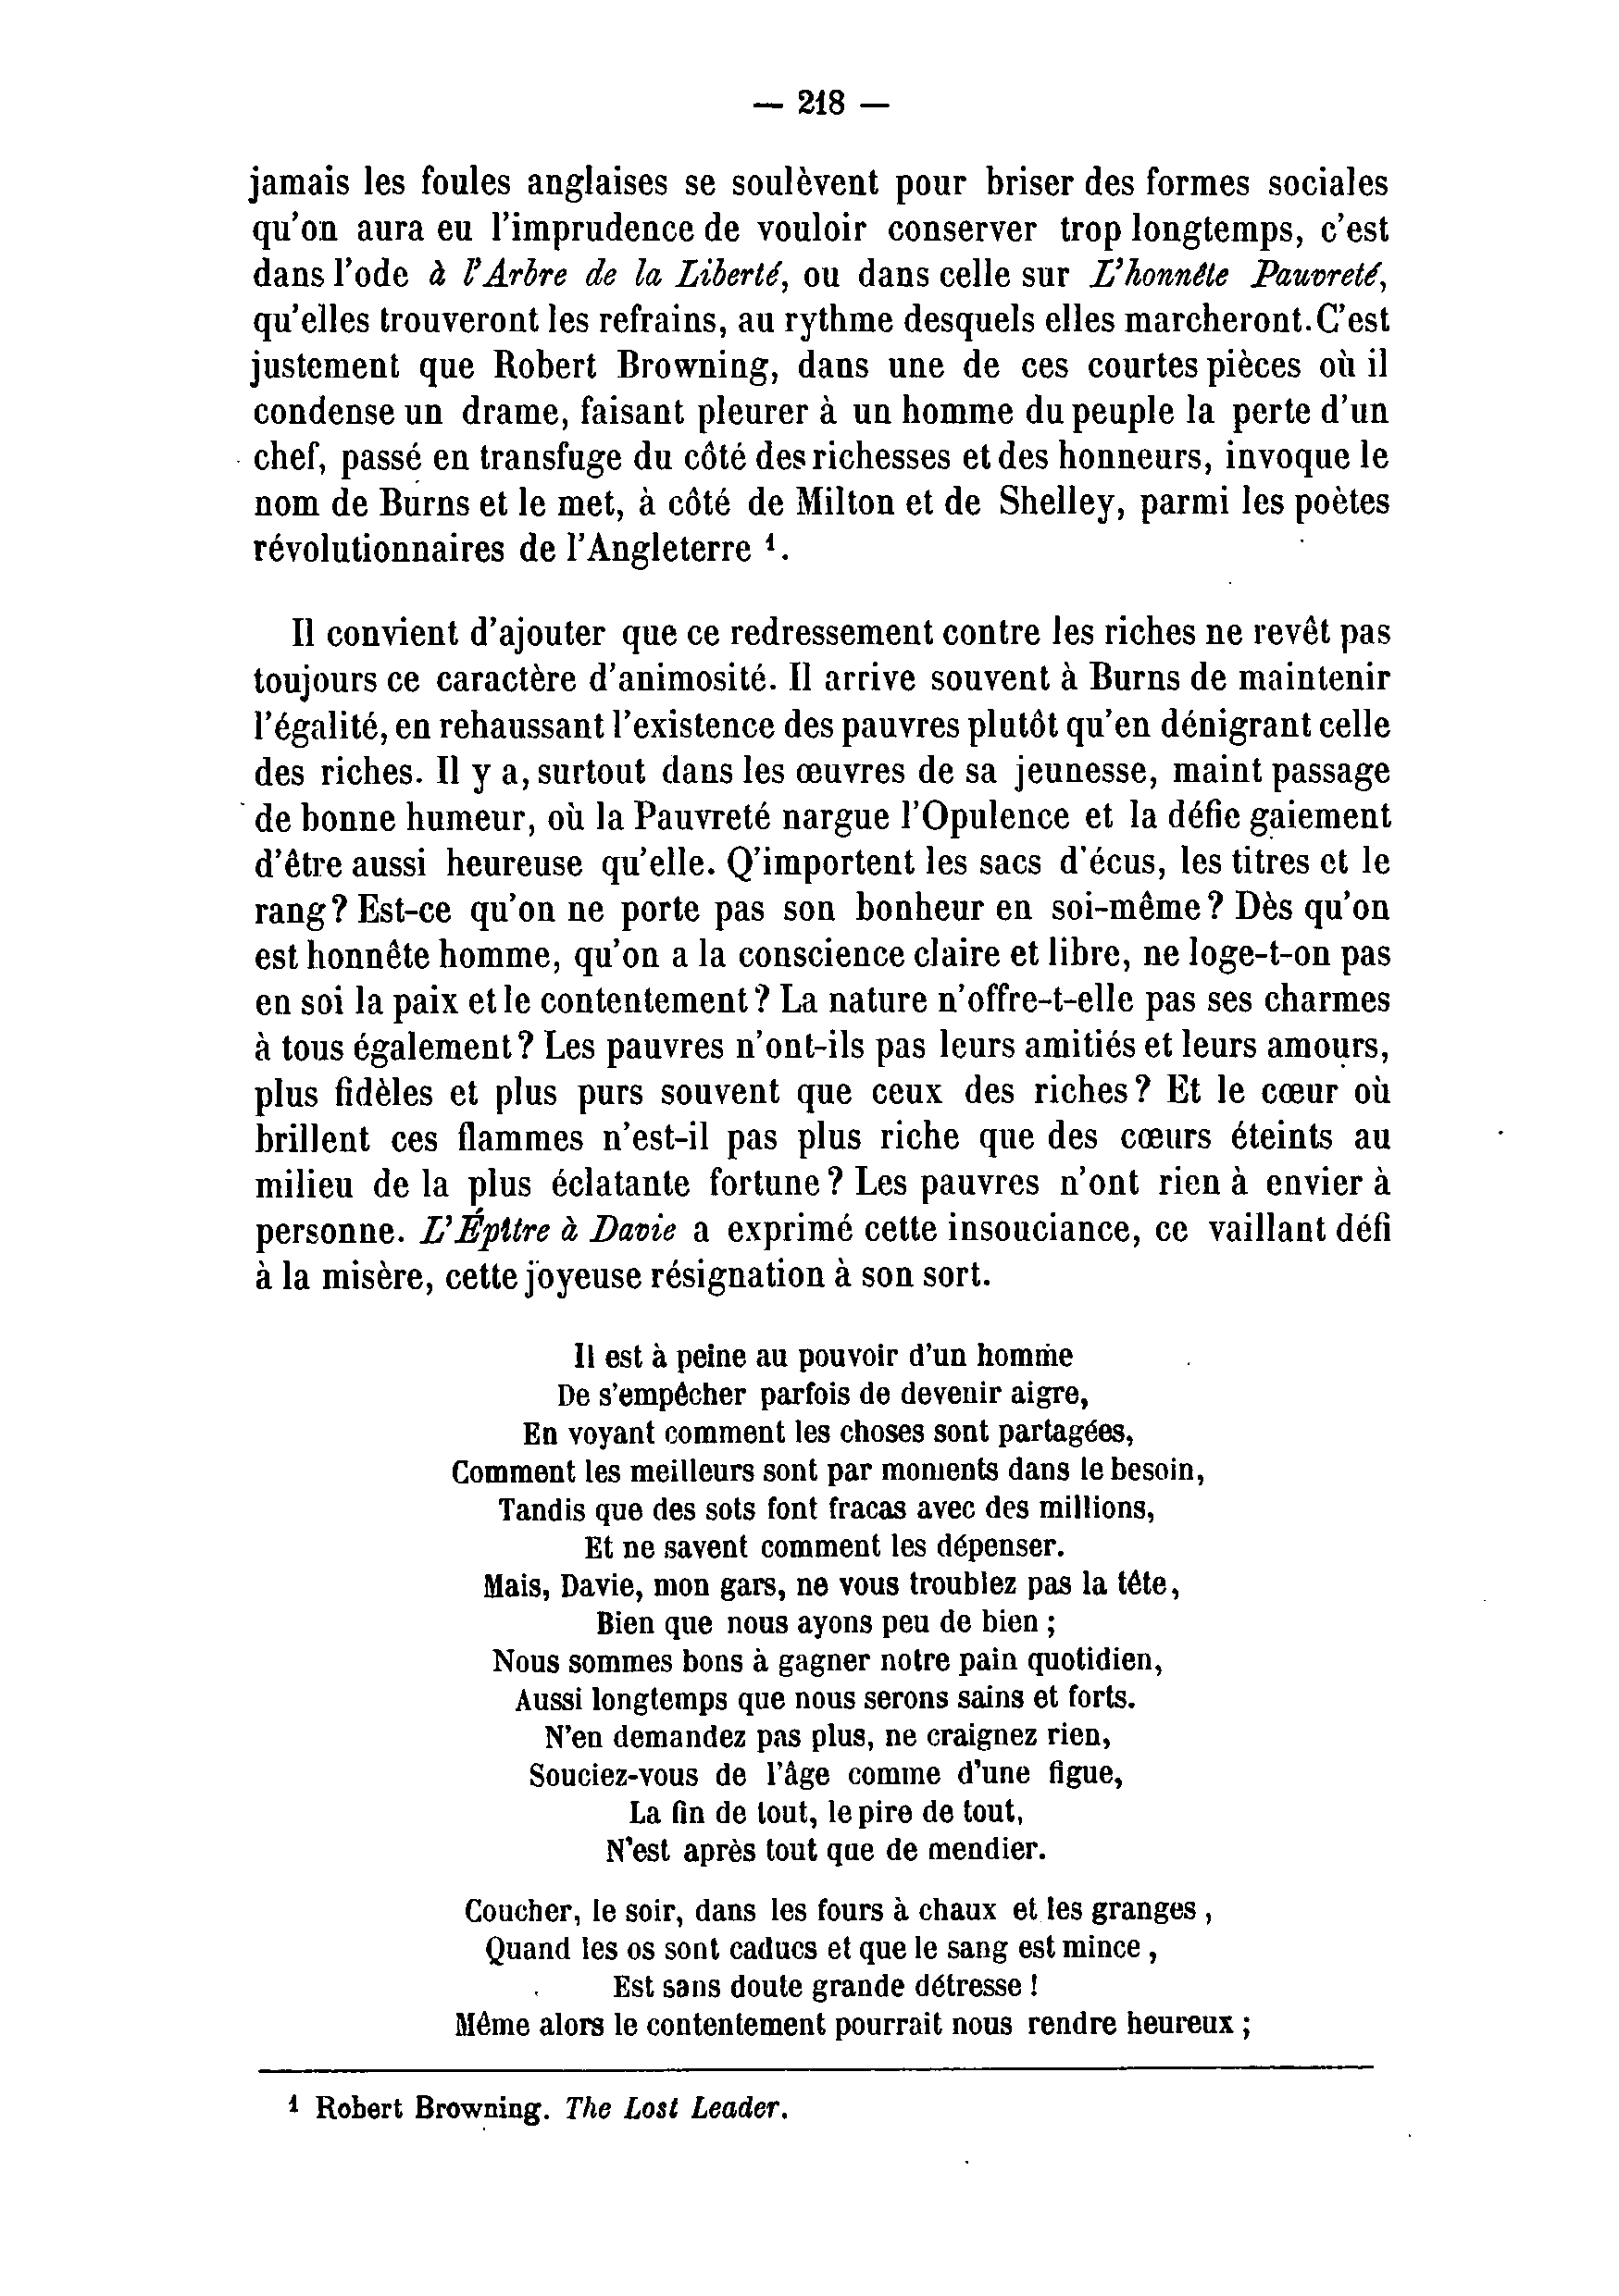 — 218 —
jamais les foules anglaises se soulèvent pour briser des formes sociales
qu'on aura eu l'imprudence de vouloir conserver trop longtemps, c'est
dans l'ode à l'Arbre de la Liberté, ou dans celle sur L'honnête Pauvreté,
qu'elles trouveront les refrains, au rythme desquels elles marcheront. C'est
justement que Robert Browning, dans une de ces courtes pièces où il
condense un drame, faisant pleurer à un homme du peuple la perte d'un
chef, passé en transfuge du côté des richesses et des honneurs, invoque le
nom de Burns et le met, à côté de Milton et de Shelley, parmi les poètes
révolutionnaires de l'Angleterre ¹.
Il convient d'ajouter que ce redressement contre les riches ne revêt pas
toujours ce caractère d'animosité. Il arrive souvent à Burns de maintenir
l'égalité, en rehaussant l'existence des pauvres plutôt qu'en dénigrant celle
des riches. Il y a, surtout dans les œuvres de sa jeunesse, maint passage
de bonne humeur, où la Pauvreté nargue l'Opulence et la défie gaiement
d'être aussi heureuse qu'elle. Q'importent les sacs d'écus, les titres et le
rang? Est-ce qu'on ne porte pas son bonheur en soi-même? Dès qu'on
est honnête homme, qu'on a la conscience claire et libre, ne loge-t-on pas
en soi la paix et le contentement? La nature n'offre-t-elle pas ses charmes
à tous également? Les pauvres n'ont-ils pas leurs amitiés et leurs amours,
plus fidèles et plus purs souvent que ceux des riches? Et le cœur où
brillent ces flammes n'est-il pas plus riche que des cœurs éteints au
milieu de la plus éclatante fortune? Les pauvres n'ont rien à envier à
personne. L'Épître à Davie a exprimé cette insouciance, ce vaillant défi
à la misère, cette joyeuse résignation à son sort.
Il est à peine au pouvoir d'un homme
De s'empêcher parfois de devenir aigre,
En voyant comment les choses sont partagées,
Comment les meilleurs sont par moments dans le besoin,
Tandis que des sots font fracas avec des millions,
Et ne savent comment les dépenser.
Mais, Davie, mon gars, ne vous troublez pas la tête,
Bien que nous ayons peu de bien ;
Nous sommes bons à gagner notre pain quotidien,
Aussi longtemps que nous serons sains et forts.
N'en demandez pas plus, ne craignez rien,
Souciez-vous de l'âge comme d'une figue,
La fin de tout, le pire de tout,
N'est après tout que de mendier.
Coucher, le soir, dans les fours à chaux et les granges ,
Quand les os sont caducs et que le sang est mince ,
Est sans doute grande détresse !
Même alors le contentement pourrait nous rendre heureux ;
¹ Robert Browning. The Lost Leader.